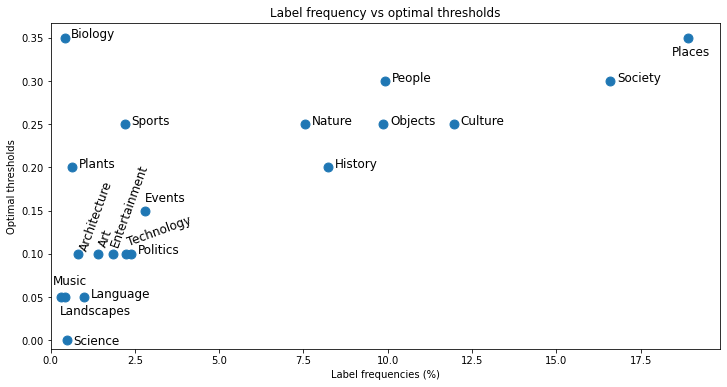 Label frequency vs optimal thresholds
0.35
Biology
Places
0.30
People
Society
0.25
Sports
Nature
Objects
Culture
0.20
Plants
History
Architecture
Art
Entertainment
Events
0.15
Technology
0.10
Politics
Music
0.05
Language
Landscapes
0.00
Science
Optimal thresholds
0.0 2.5 5.0 7.5 10.0 12.5 15.0 17.5
Label frequencies (%)